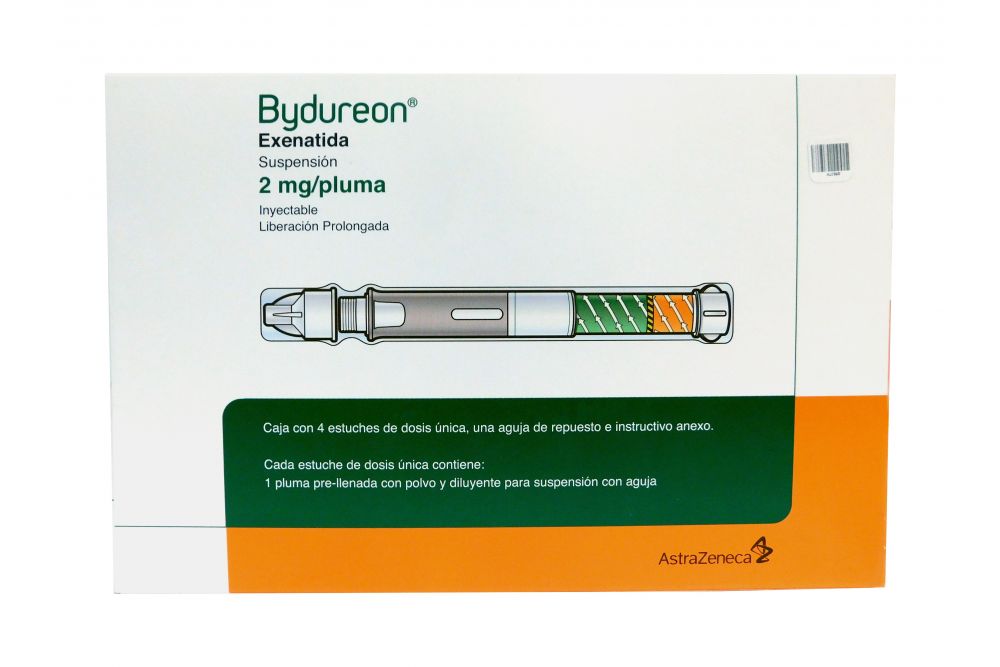 Bydureon®
Exenatida
Suspensión
2 mg/pluma
Inyectable
Liberación Prolongada
Caja con 4 estuches de dosis única, una aguja de repuesto e instructivo anexo.
Cada estuche de dosis única contiene:
1 pluma pre-llenada con polvo y diluyente para suspensión con aguja
AstraZeneca